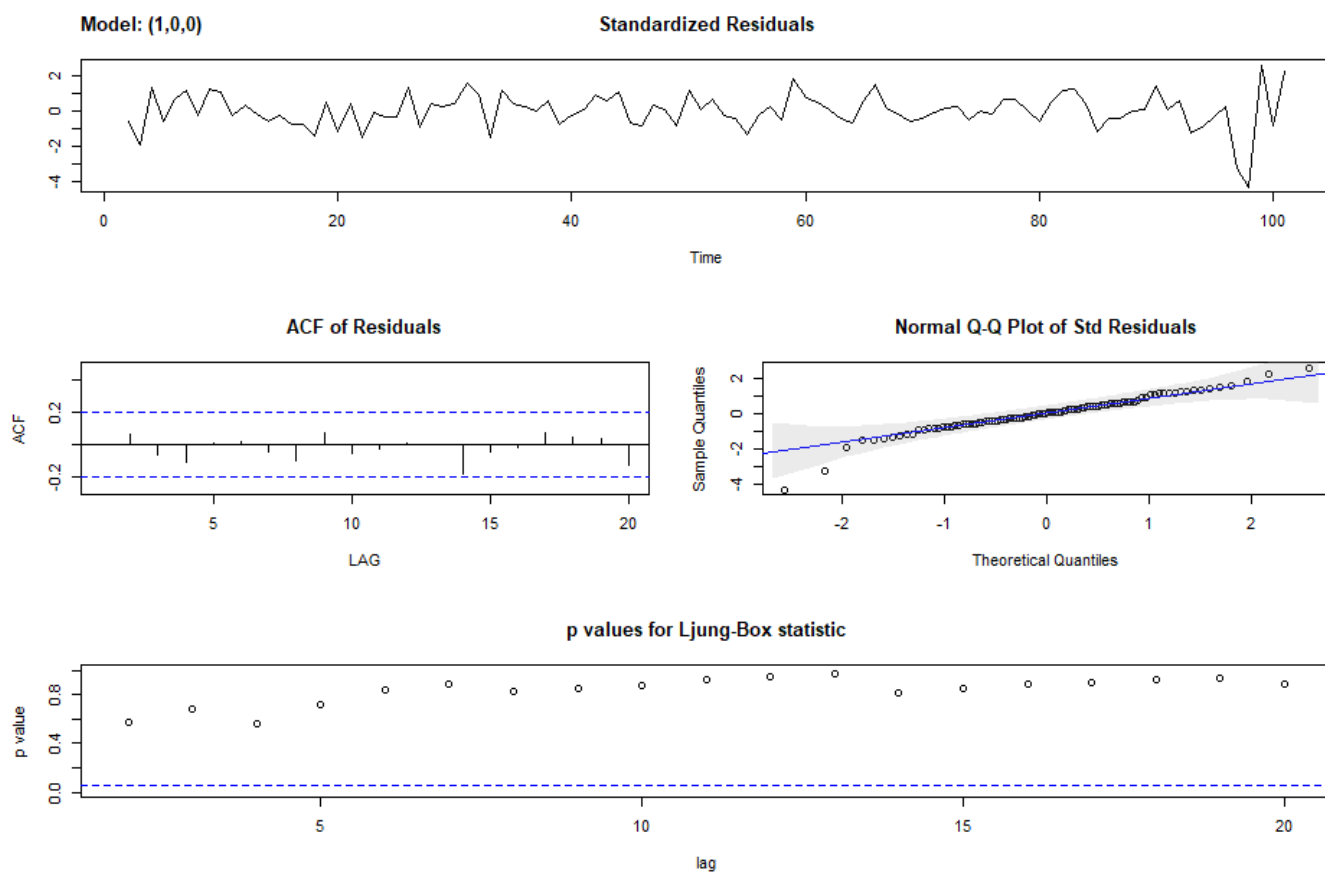 Model: (1,0,0) Standardized Residuals
2
0
-2
-4
0 20 40 60 80 100
Time
ACF of Residuals
ACF
0.2
-0.2
5 10 15 20
LAG
Normal Q-Q Plot of Std Residuals
Sample Quantiles
2
0
-2
-4
-2 -1 0 1 2
Theoretical Quantiles
p values for Ljung-Box statistic
p value
0.8
0.4
0.0
5 10 15 20
lag